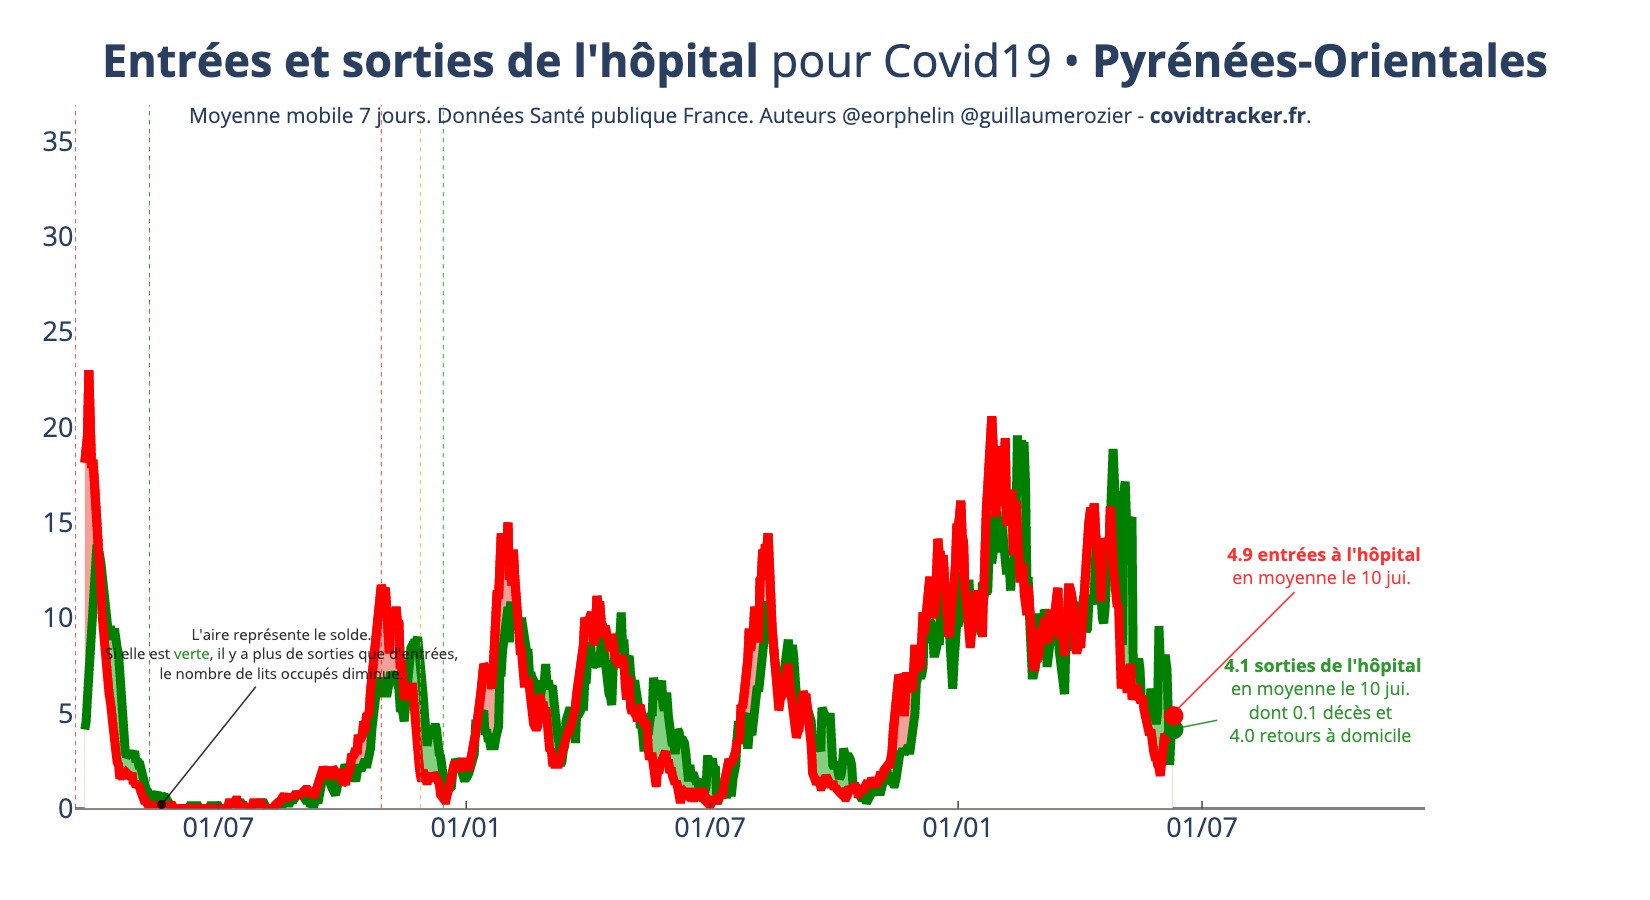 Entrées et sorties de l'hôpital pour Covid19 • Pyrénées-Orientales
Moyenne mobile 7 jours. Données Santé publique France. Auteurs @eorphelin @guillaumerozier - covidtracker.fr.
35
30
25
20
15
10
5
0
L'aire représente le solde.
Si elle est verte, il y a plus de sorties que d'entrées,
le nombre de lits occupés diminue.
4.9 entrées à l'hôpital
en moyenne le 10 jui.
4.1 sorties de l'hôpital
en moyenne le 10 jui.
dont 0.1 décès et
4.0 retours à domicile
01/07
01/01
01/07
01/01
01/07